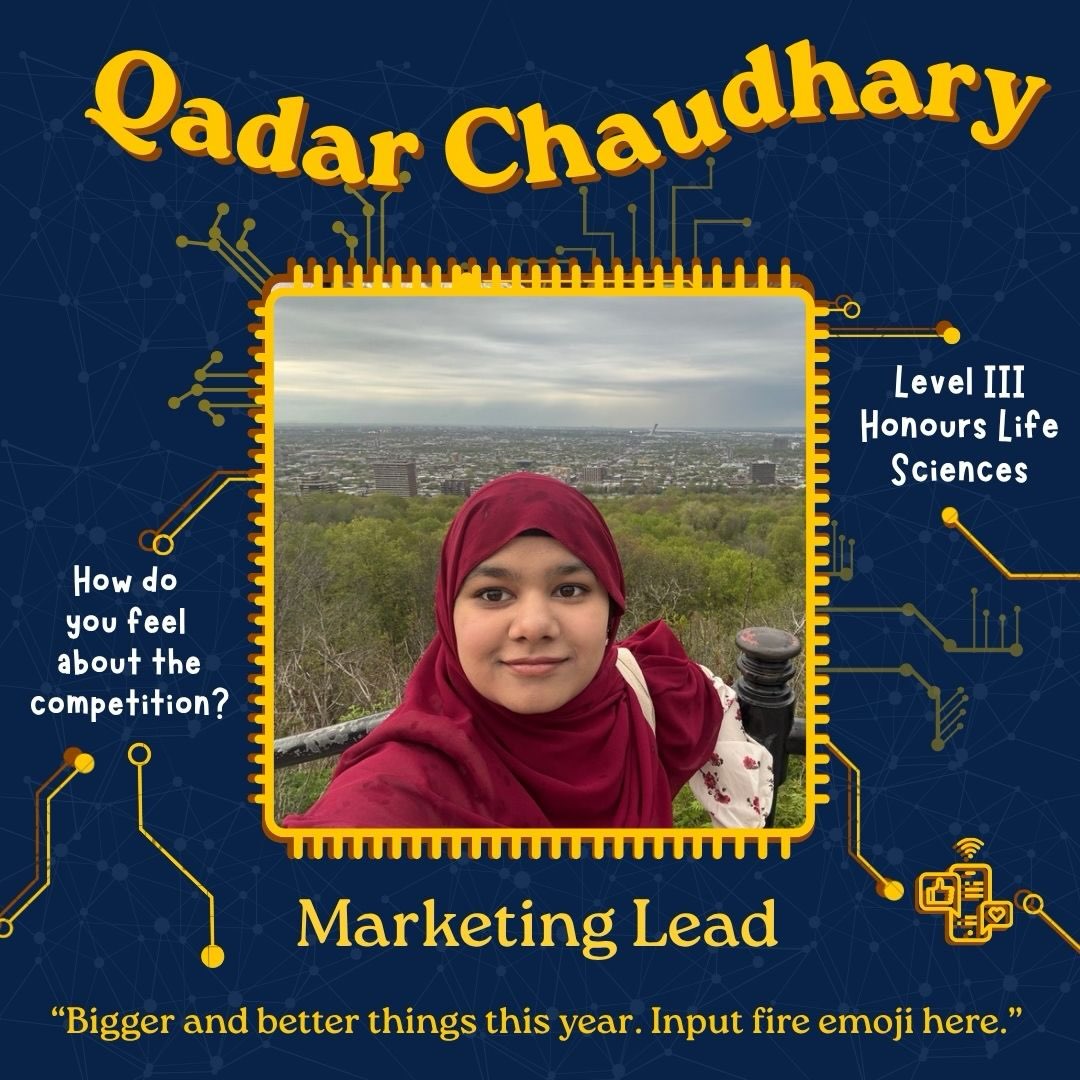 Qadar Chaudhary
Level III
Honours Life
Sciences
How do
you feel
about the
competition?
Marketing Lead
“Bigger and better things this year. Input fire emoji here.”